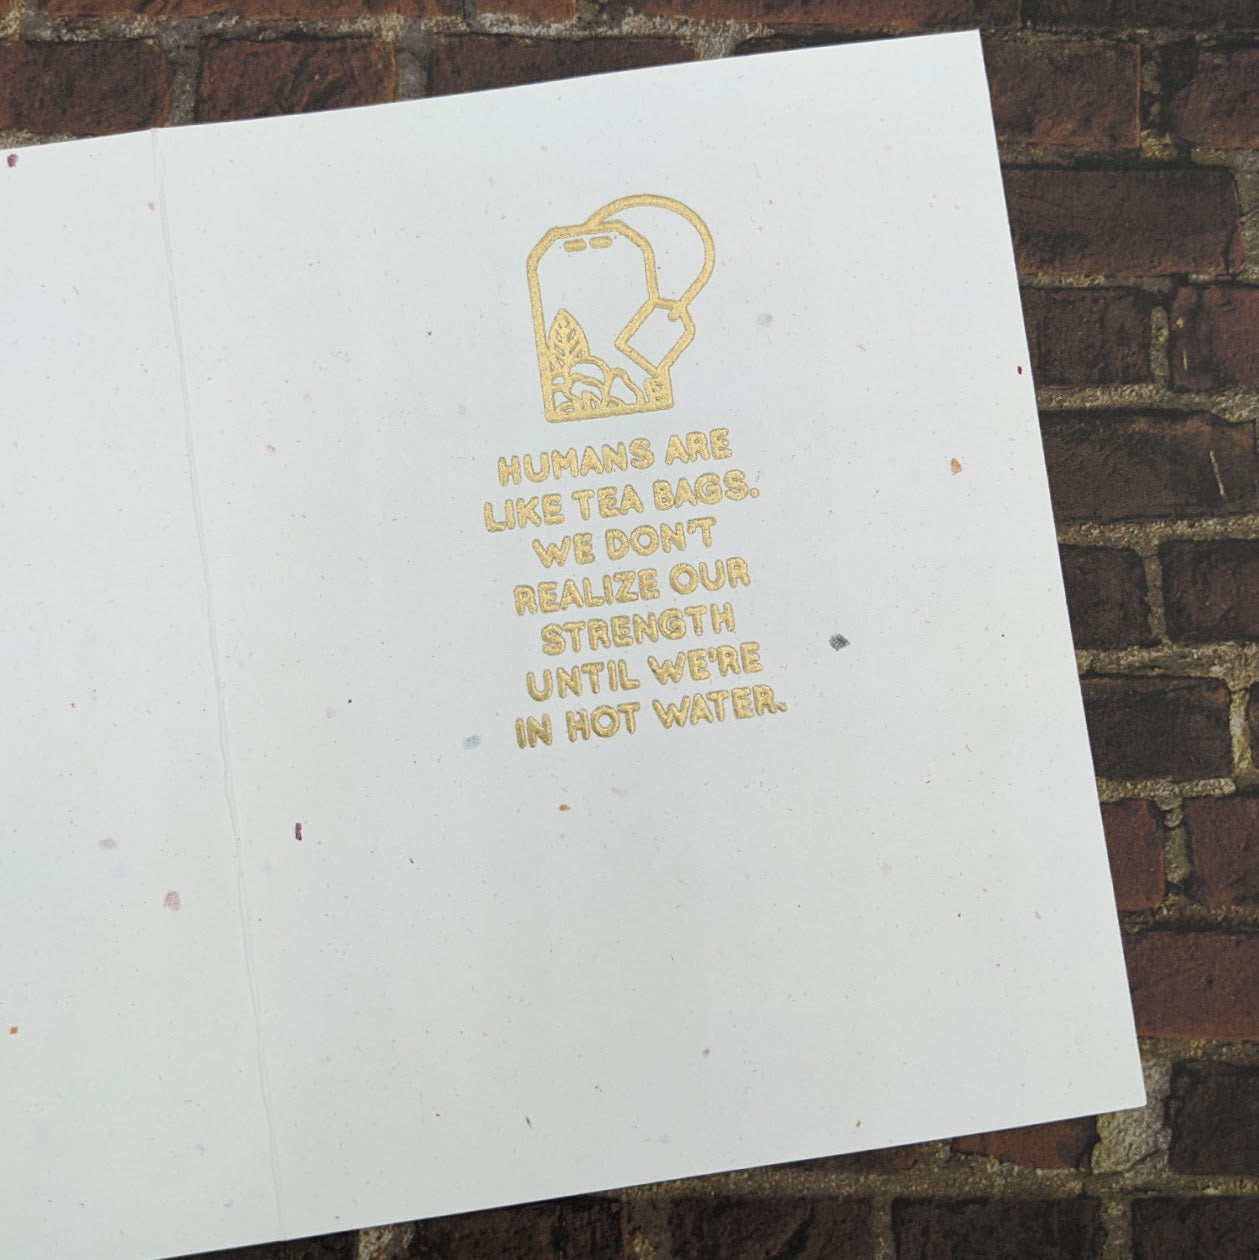 HUMANS ARE
LIKE TEA BAGS.
WE DON'T
REALIZE OUR
STRENGTH
UNTIL WE'RE
IN HOT WATER.